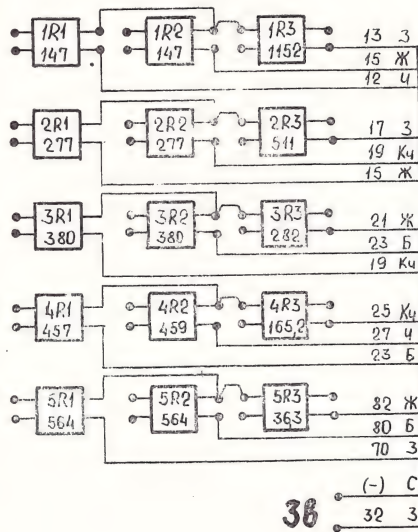 1R1 1R2 1R3 13 З
147 147 1152 15 Ж
12 Ч
2R1 2R2 2R3 17 З
277 277 511 19 Кч
15 Ж
3R1 3R2 3R3 21 Ж
380 380 282 23 Б
19 Кч
4R1 4R2 4R3 25 Кч
457 459 165,2 27 Ч
23 Б
5R1 5R2 5R3 82 Ж
564 564 363 80 Б
70 З
(-) С
3в 32 З